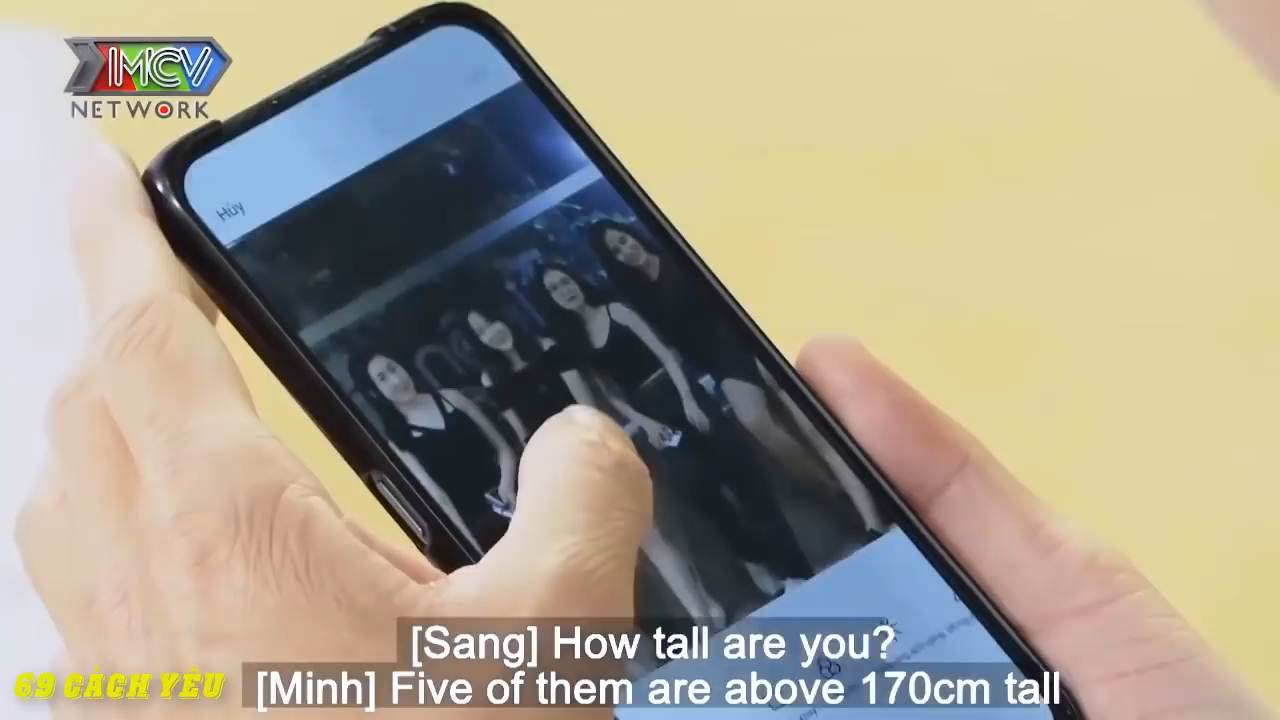 MCV
NETWORK
Hủy
[Sang] How tall are you?
69 CÁCH YÊU
[Minh] Five of them are above 170cm tall